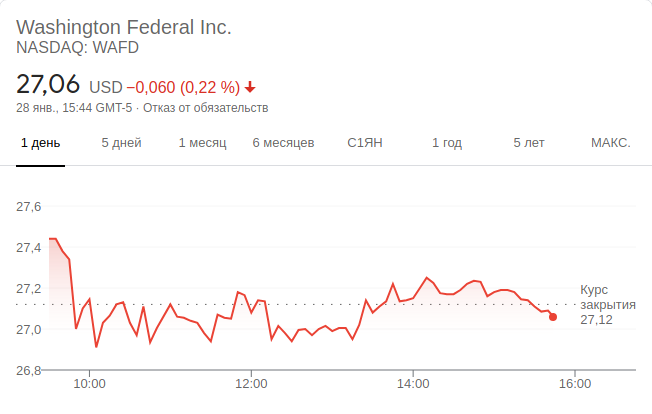 Washington Federal Inc.
NASDAQ: WAFD
27,06 USD −0,060 (0,22 %) ↓
28 янв., 15:44 GMT-5 · Отказ от обязательств
1 день 5 дней 1 месяц 6 месяцев С1ЯН 1 год 5 лет МАКС.
27,6
27,4
27,2
Курс
закрытия
27,12
27,0
26,8
10:00 12:00 14:00 16:00